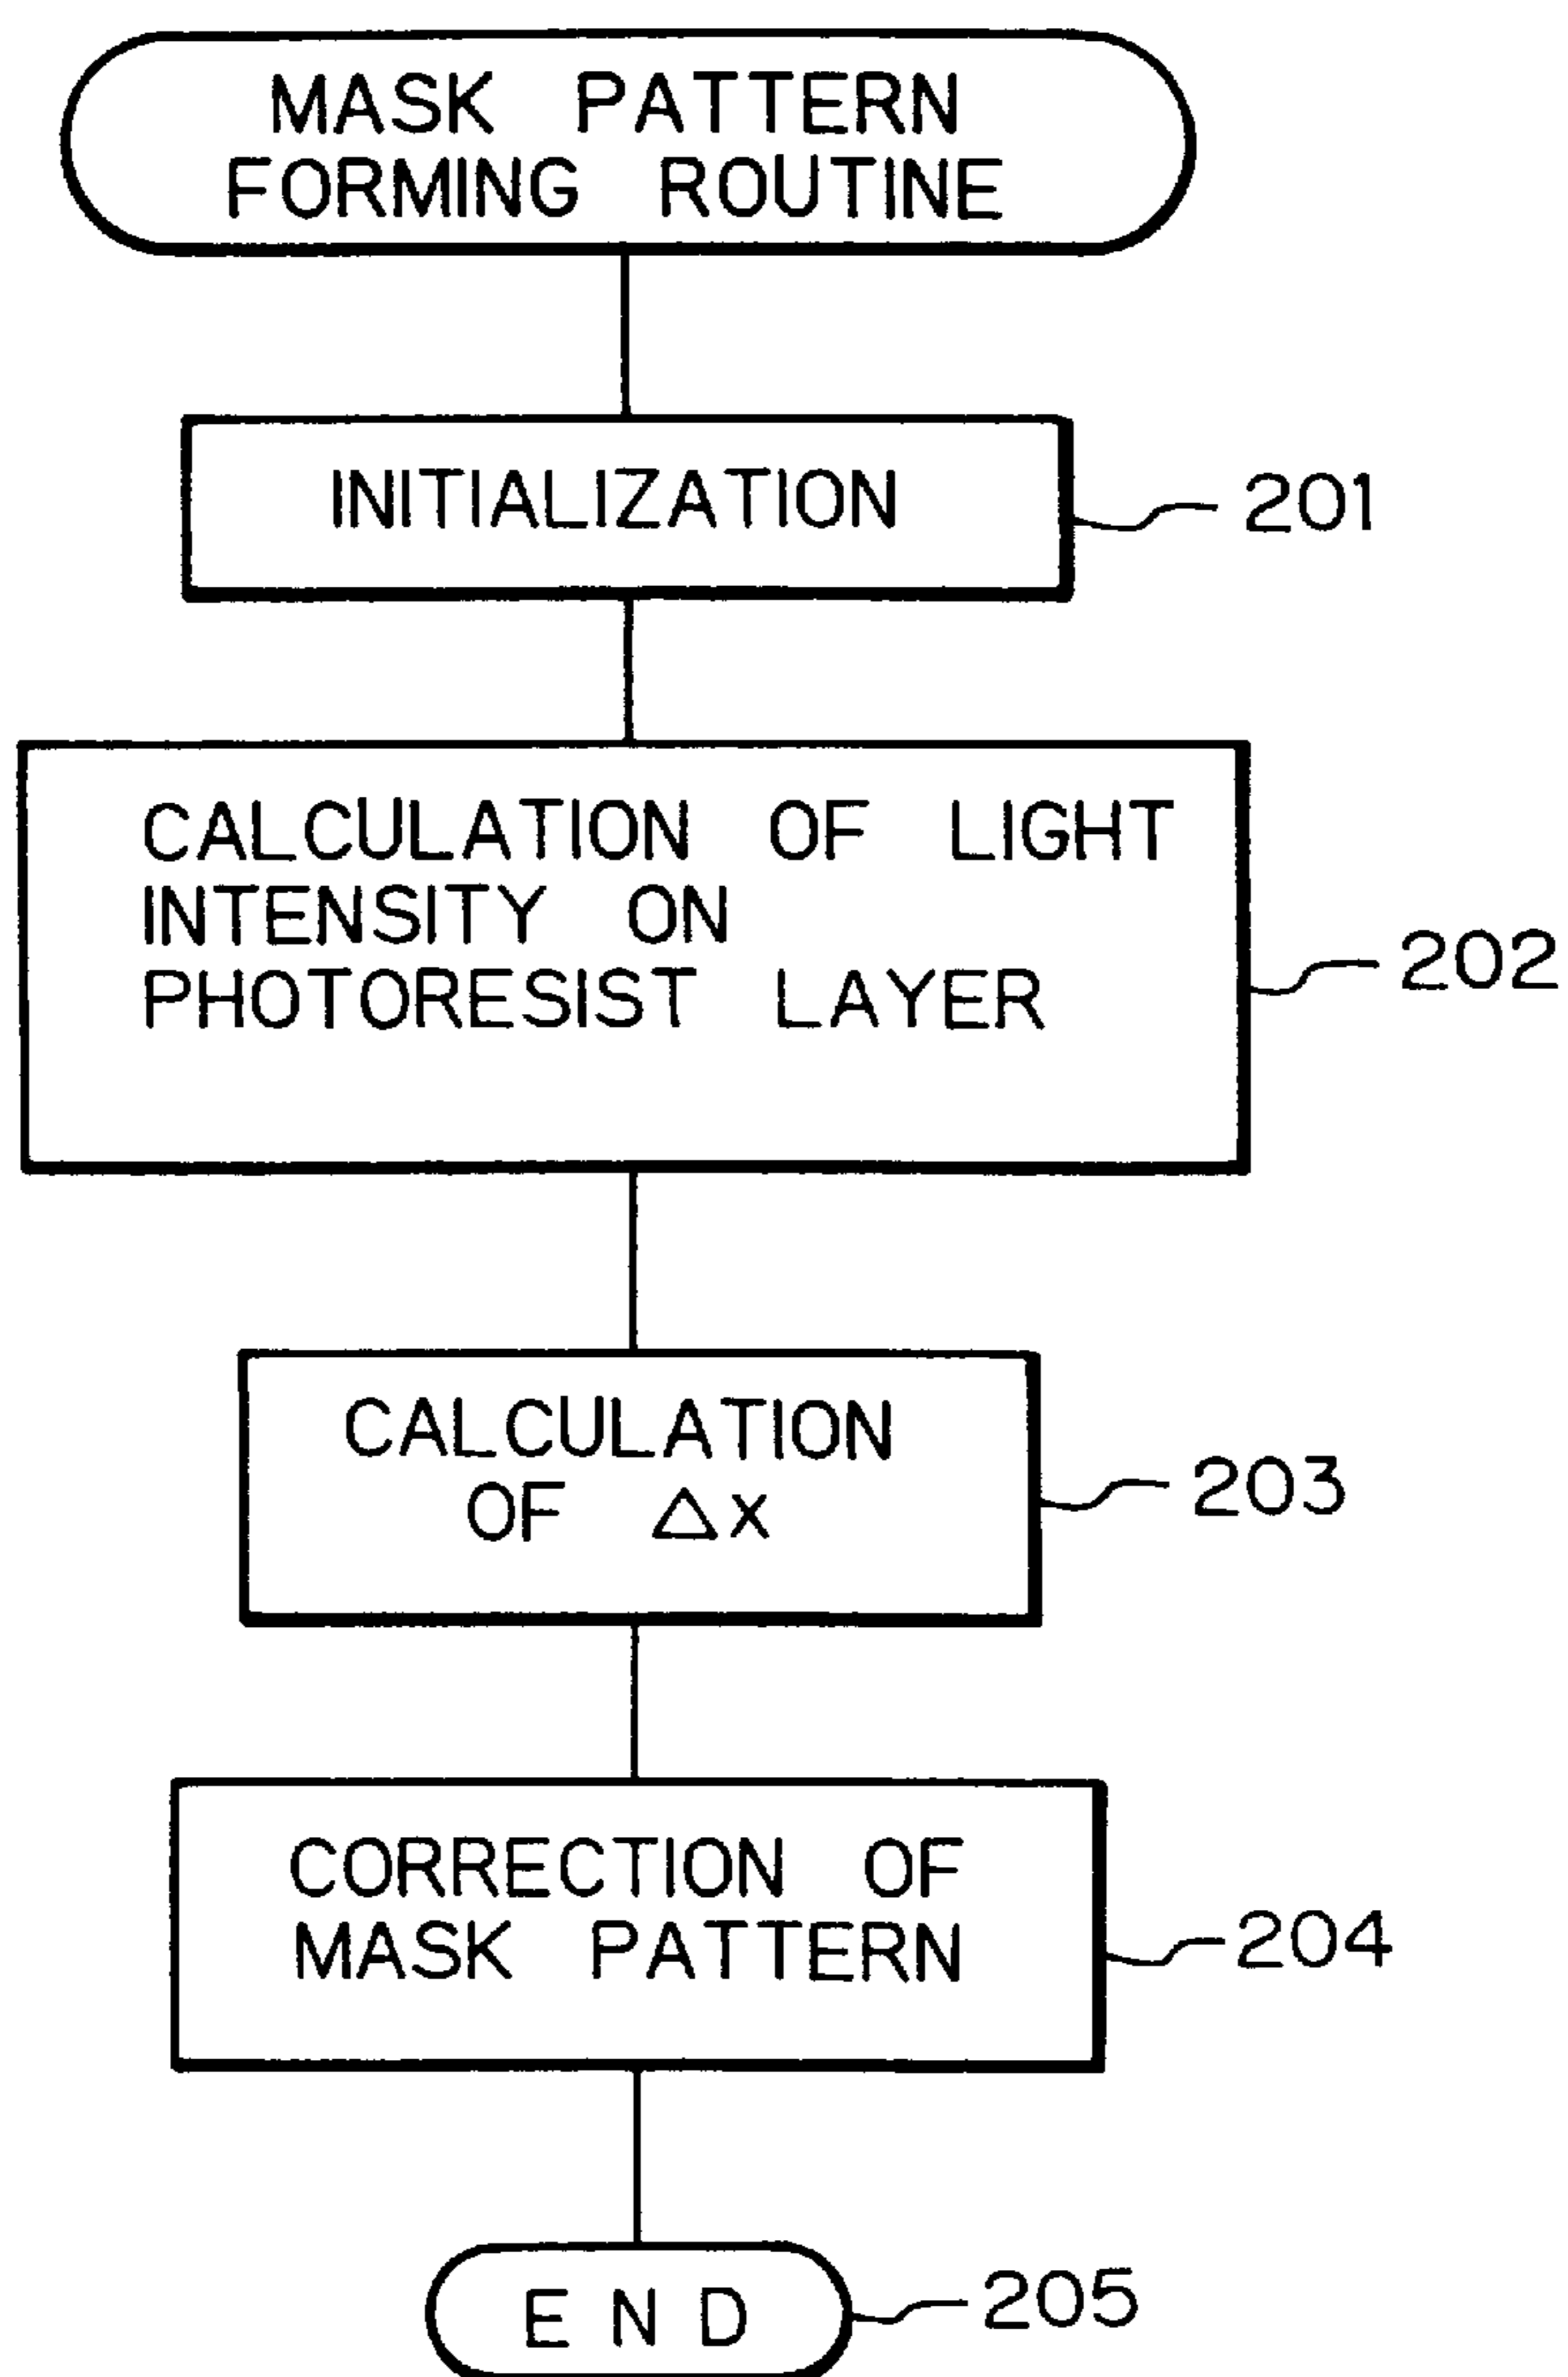 MASK PATTERN
FORMING ROUTINE
INITIALIZATION
201
CALCULATION OF LIGHT
INTENSITY ON
PHOTORESIST LAYER
202
CALCULATION
OF Δx
203
CORRECTION OF
MASK PATTERN
204
END
205